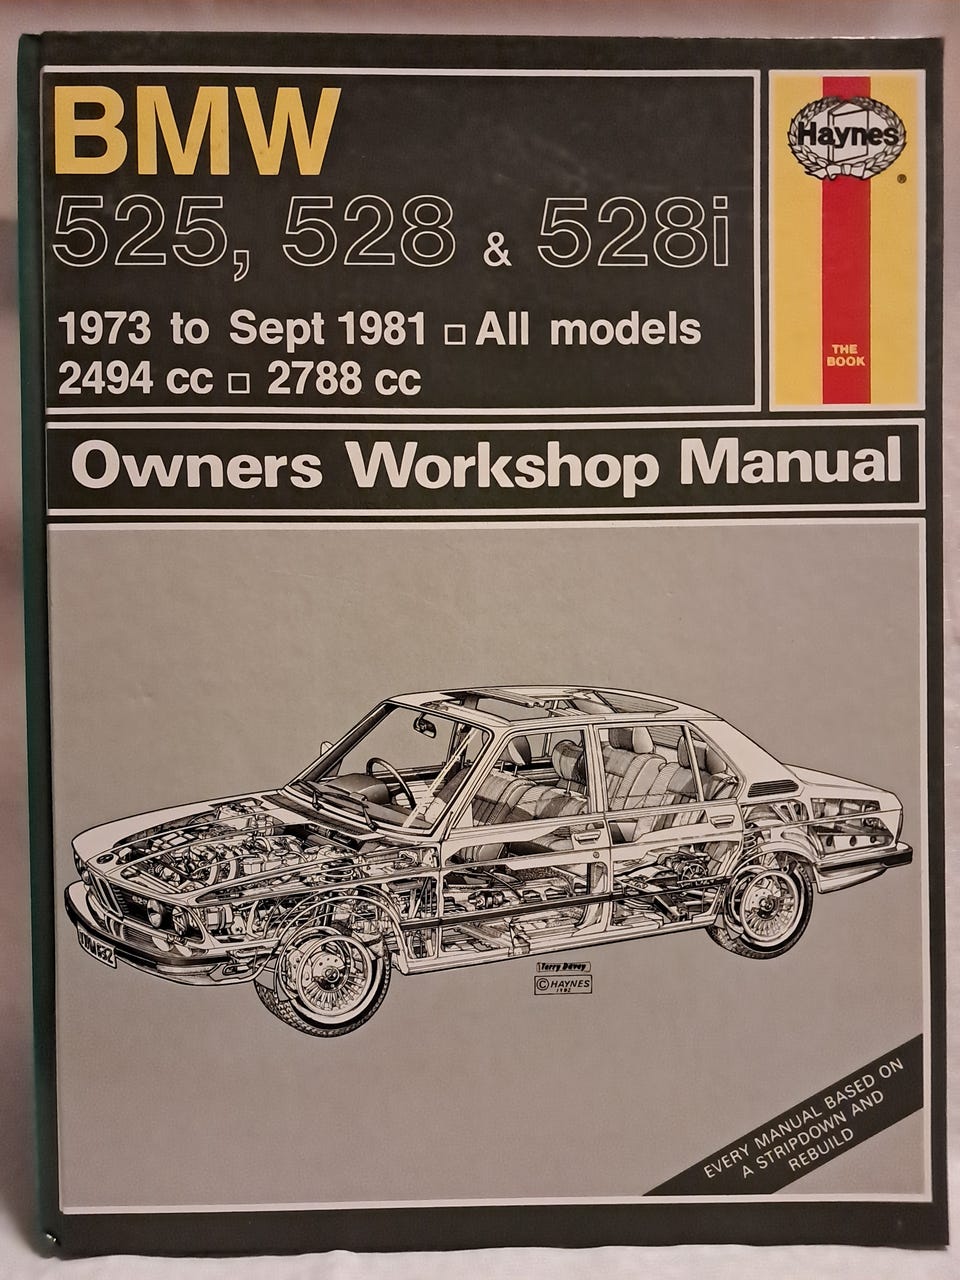 BMW
525, 528 & 528i
1973 to Sept 1981 □ All models
2494 cc □ 2788 cc
Haynes
®
THE
BOOK
Owners Workshop Manual
Terry Davey
© HAYNES
1982
EVERY MANUAL BASED ON
A STRIPDOWN AND
REBUILD